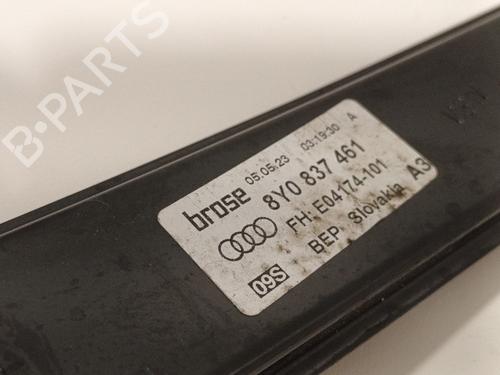 B-PARTS
brose 05.05.23 03:19:30 A
8Y0 837 461
FH: E04174-101
BEP Slovakia A3
09S